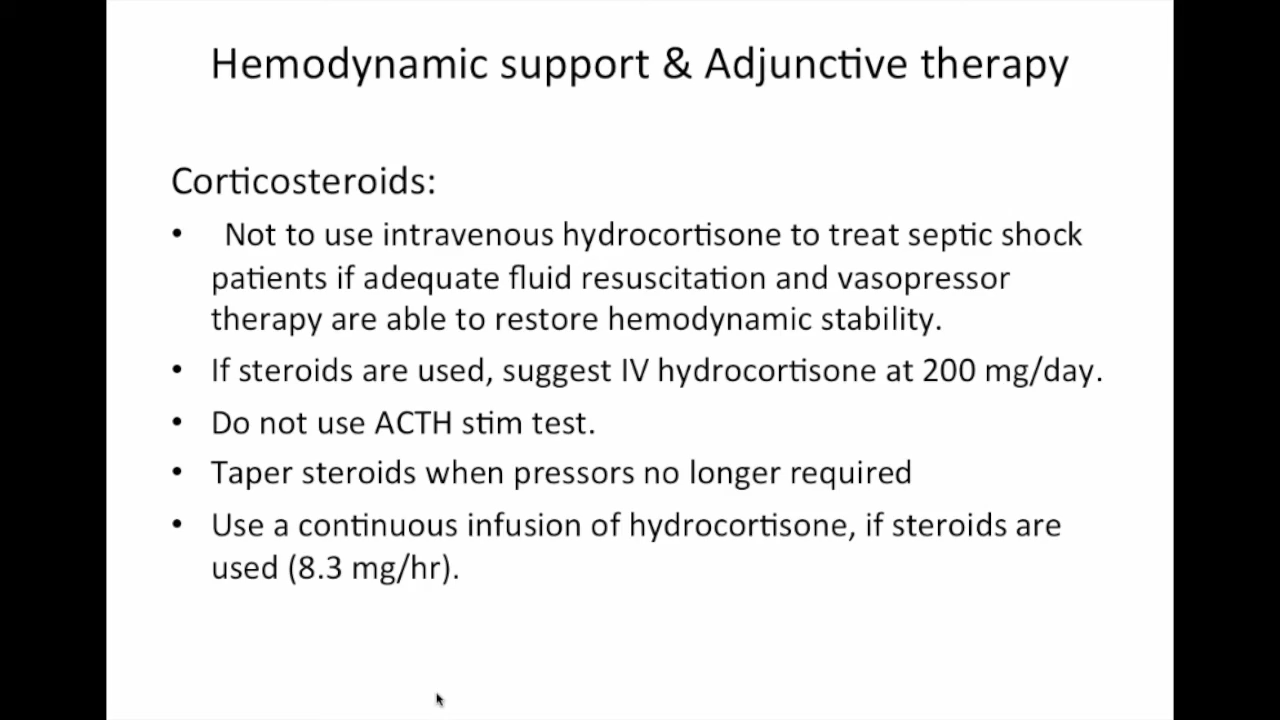 Hemodynamic support & Adjunctive therapy
Corticosteroids:
• Not to use intravenous hydrocortisone to treat septic shock
patients if adequate fluid resuscitation and vasopressor
therapy are able to restore hemodynamic stability.
• If steroids are used, suggest IV hydrocortisone at 200 mg/day.
• Do not use ACTH stim test.
• Taper steroids when pressors no longer required
• Use a continuous infusion of hydrocortisone, if steroids are
used (8.3 mg/hr).